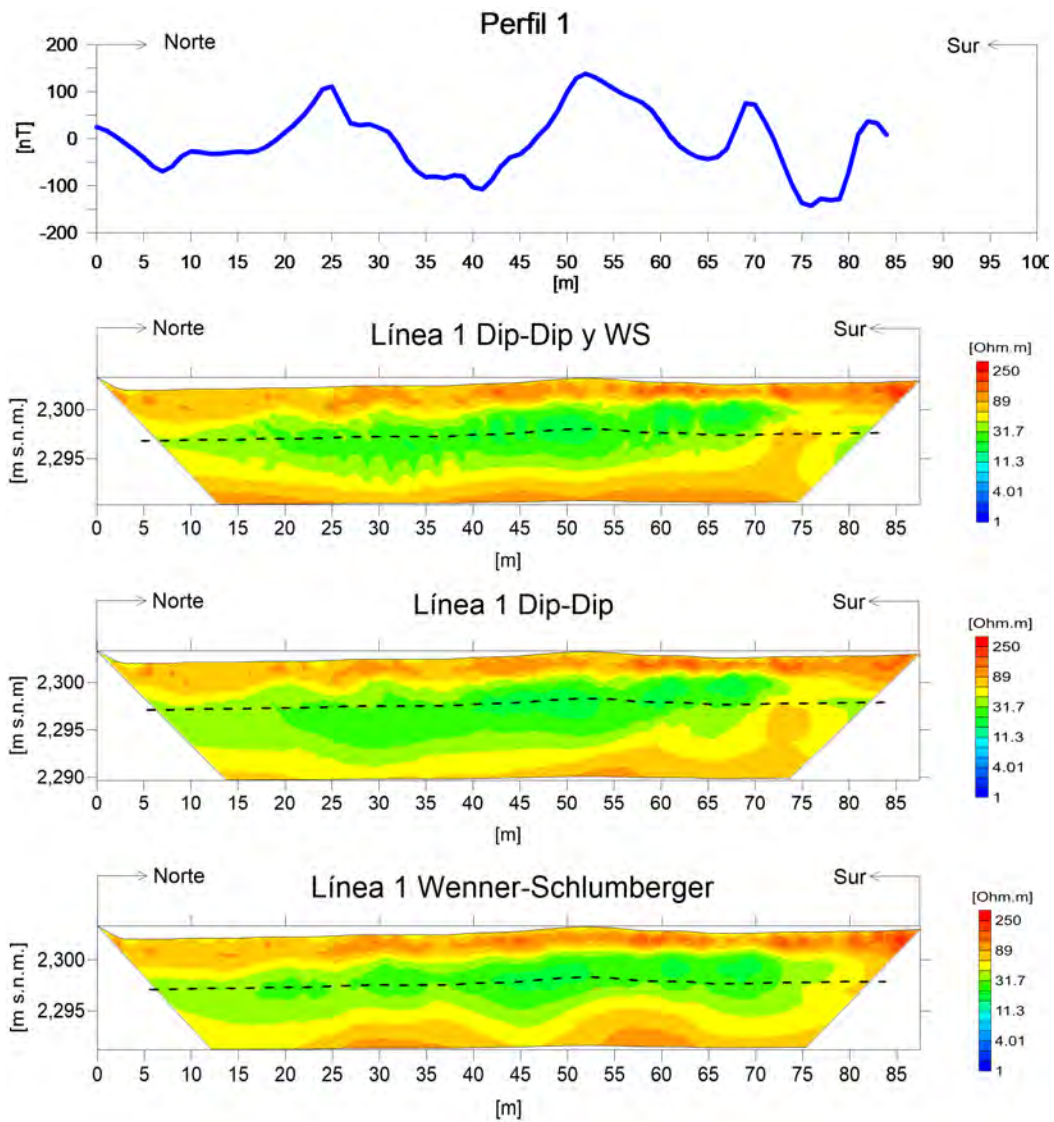 Perfil 1
Norte Sur
200
100
0
-100
-200
[nT]
0 5 10 15 20 25 30 35 40 45 50 55 60 65 70 75 80 85 90 95 100
[m]
Norte Línea 1 Dip-Dip y WS Sur
[Ohm.m]
250
89
31.7
11.3
4.01
1
2,300
2,295
[m s.n.m.]
0 5 10 15 20 25 30 35 40 45 50 55 60 65 70 75 80 85
[m]
Norte Línea 1 Dip-Dip Sur
[Ohm.m]
250
89
31.7
11.3
4.01
1
2,300
2,295
2,290
[m s.n.m]
0 5 10 15 20 25 30 35 40 45 50 55 60 65 70 75 80 85
[m]
Norte Línea 1 Wenner-Schlumberger Sur
[Ohm.m]
250
89
31.7
11.3
4.01
1
2,300
2,295
[m s.n.m.]
0 5 10 15 20 25 30 35 40 45 50 55 60 65 70 75 80 85
[m]